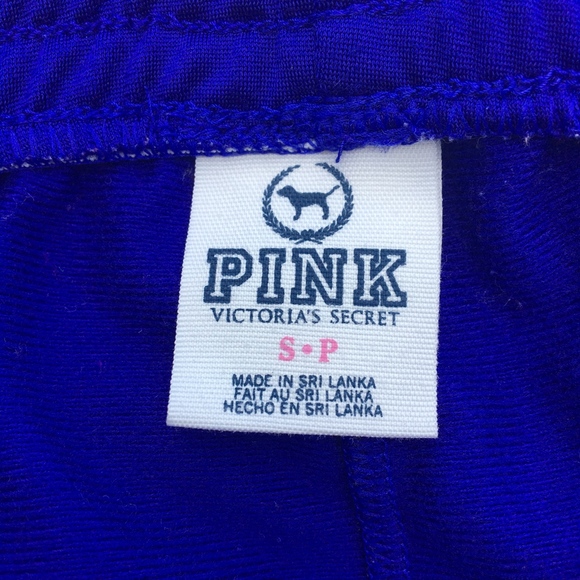 PINK
VICTORIA'S SECRET
S•P
MADE IN SRI LANKA
FAIT AU SRI LANKA
HECHO EN SRI LANKA